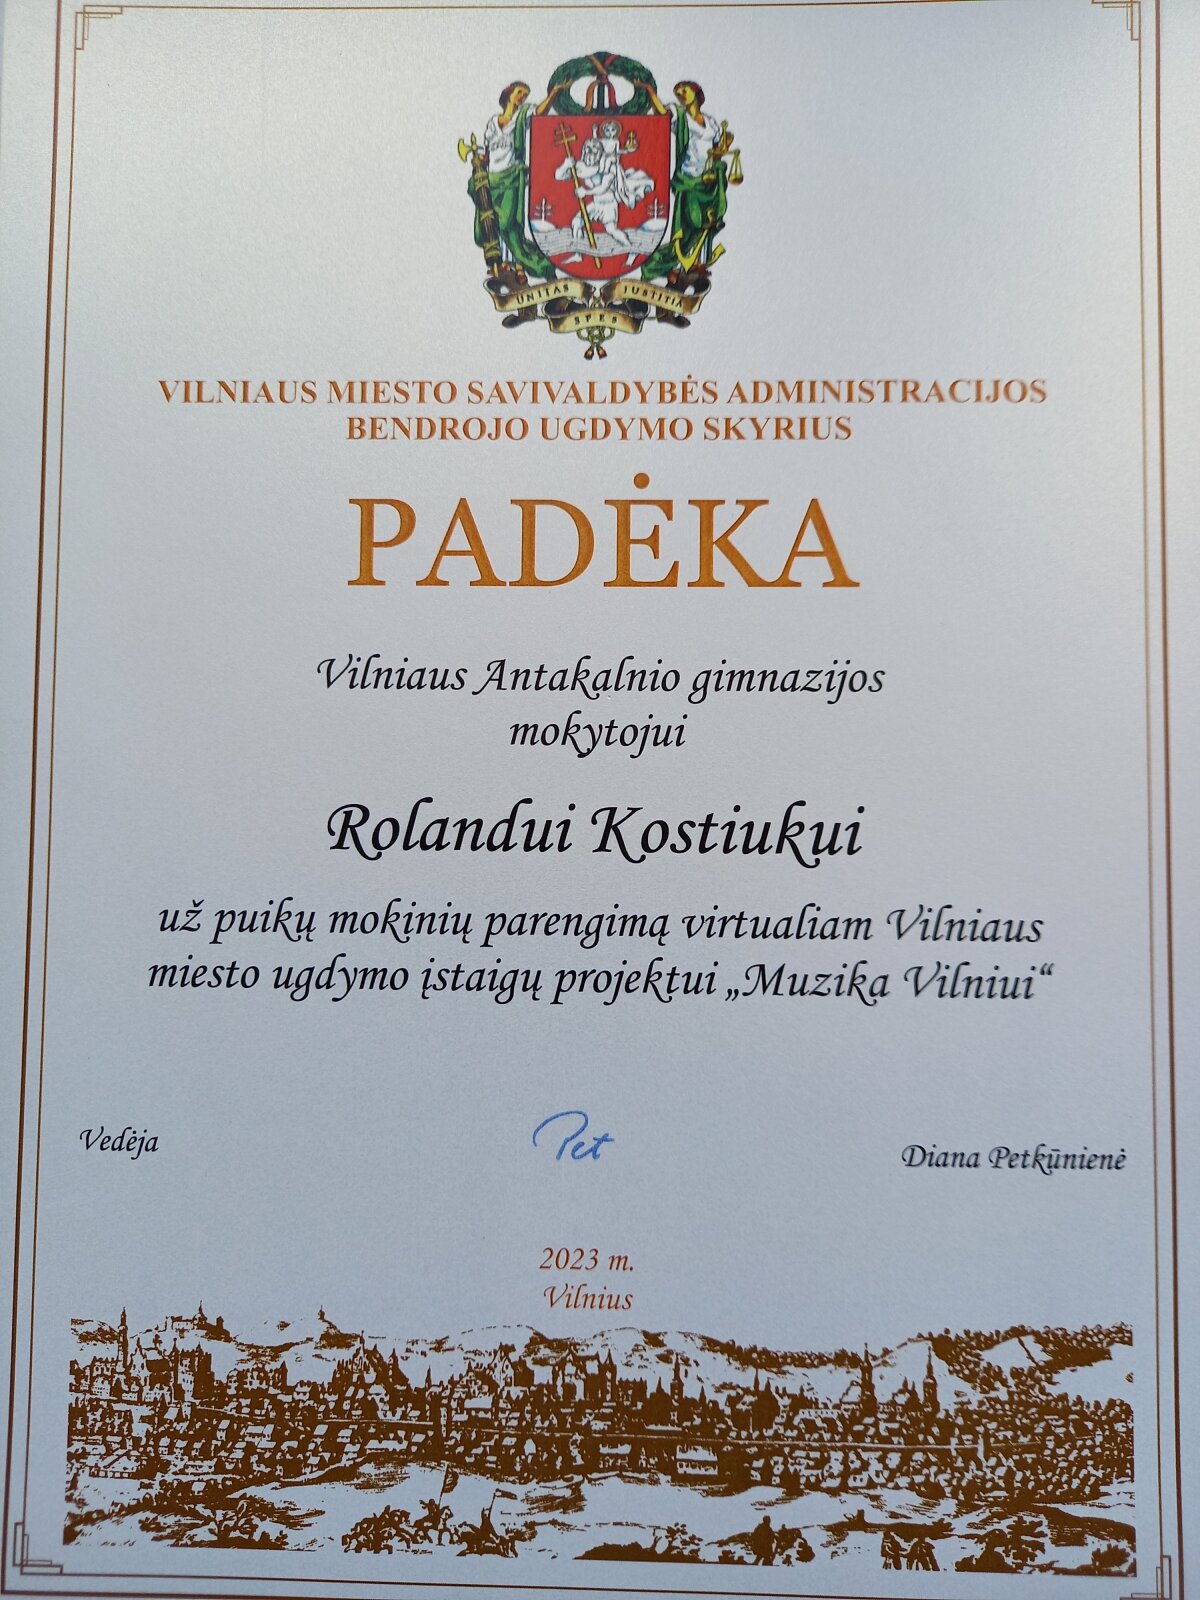 UNITAS JUSTITIA
SPES
VILNIAUS MIESTO SAVIVALDYBĖS ADMINISTRACIJOS
BENDROJO UGDYMO SKYRIUS
PADĖKA
Vilniaus Antakalnio gimnazijos
mokytojui
Rolandui Kostiukui
už puikų mokinių parengimą virtualiam Vilniaus
miesto ugdymo įstaigų projektui „Muzika Vilniui“
Vedėja Pet Diana Petkūnienė
2023 m.
Vilnius